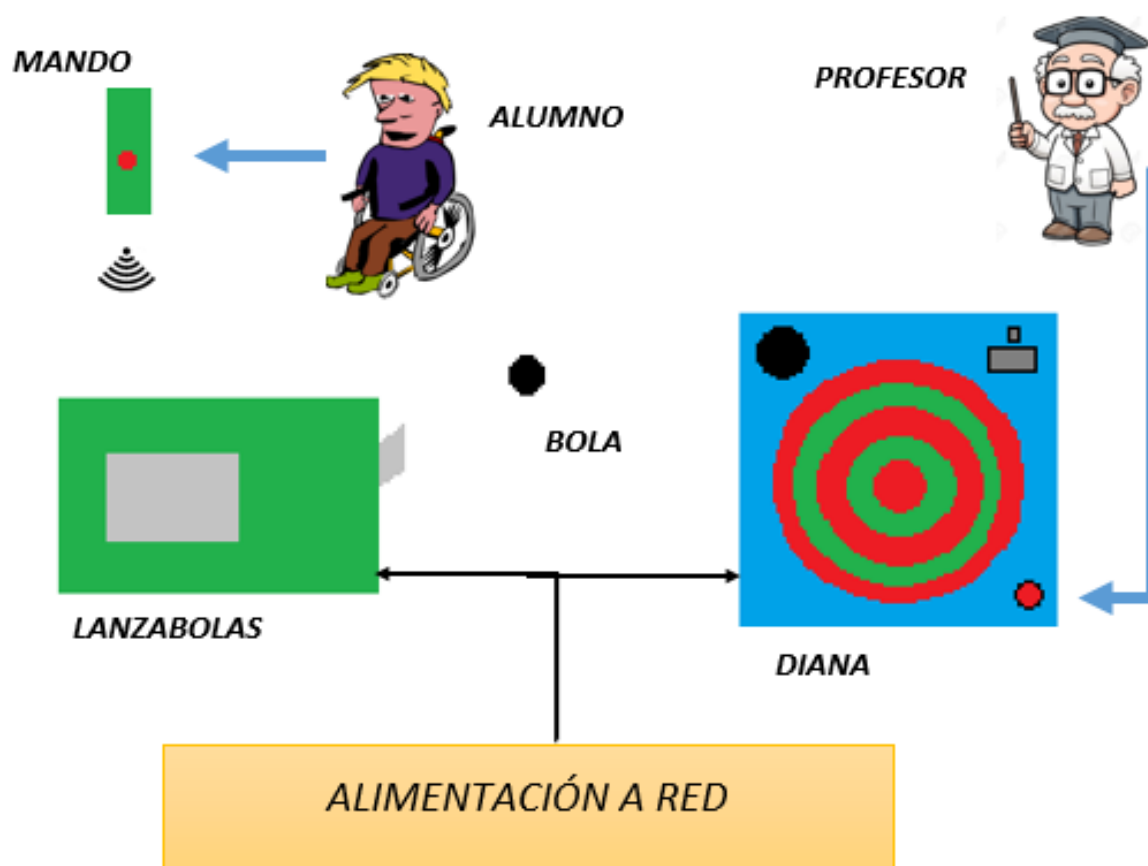 MANDO
PROFESOR
ALUMNO
BOLA
LANZABOLAS
DIANA
ALIMENTACIÓN A RED